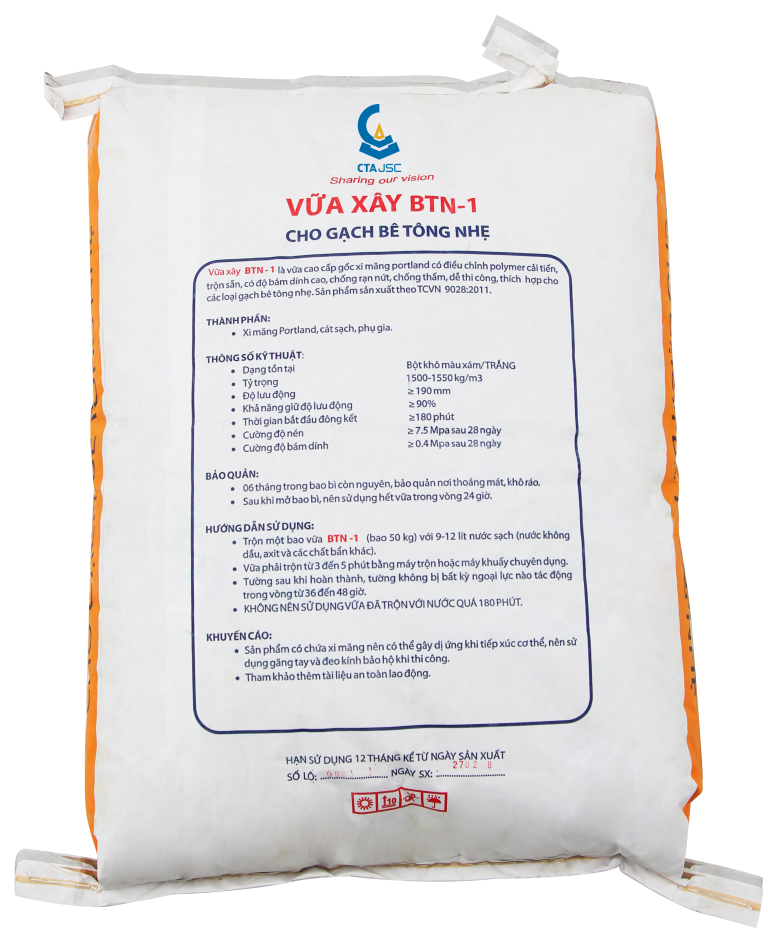 CTA JSC
Sharing our vision
VỮA XÂY BTN-1
CHO GẠCH BÊ TÔNG NHẸ
Vữa xây BTN - 1 là vữa cao cấp gốc xi măng portland có điều chỉnh polymer cải tiến,
trộn sẵn, có độ bám dính cao, chống rạn nứt, chống thấm, dễ thi công, thích hợp cho
các loại gạch bê tông nhẹ. Sản phẩm sản xuất theo TCVN 9028:2011.
THÀNH PHẦN:
• Xi măng Portland, cát sạch, phụ gia.
THÔNG SỐ KỸ THUẬT:
• Dạng tồn tại Bột khô màu xám/TRẮNG
• Tỷ trọng 1500-1550 kg/m3
• Độ lưu động ≥ 190 mm
• Khả năng giữ độ lưu động ≥ 90%
• Thời gian bắt đầu đông kết ≥180 phút
• Cường độ nén ≥ 7.5 Mpa sau 28 ngày
• Cường độ bám dính ≥ 0.4 Mpa sau 28 ngày
BẢO QUẢN:
• 06 tháng trong bao bì còn nguyên, bảo quản nơi thoáng mát, khô ráo.
• Sau khi mở bao bì, nên sử dụng hết vữa trong vòng 24 giờ.
HƯỚNG DẪN SỬ DỤNG:
• Trộn một bao vữa BTN -1 (bao 50 kg) với 9-12 lít nước sạch (nước không
dầu, axit và các chất bẩn khác).
• Vữa phải trộn từ 3 đến 5 phút bằng máy trộn hoặc máy khuấy chuyên dụng.
• Tường sau khi hoàn thành, tường không bị bất kỳ ngoại lực nào tác động
trong vòng từ 36 đến 48 giờ.
• KHÔNG NÊN SỬ DỤNG VỮA ĐÃ TRỘN VỚI NƯỚC QUÁ 180 PHÚT.
KHUYẾN CÁO:
• Sản phẩm có chứa xi măng nên có thể gây dị ứng khi tiếp xúc cơ thể, nên sử
dụng găng tay và đeo kính bảo hộ khi thi công.
• Tham khảo thêm tài liệu an toàn lao động.
HẠN SỬ DỤNG 12 THÁNG KỂ TỪ NGÀY SẢN XUẤT
SỐ LÔ: NGÀY SX:
10